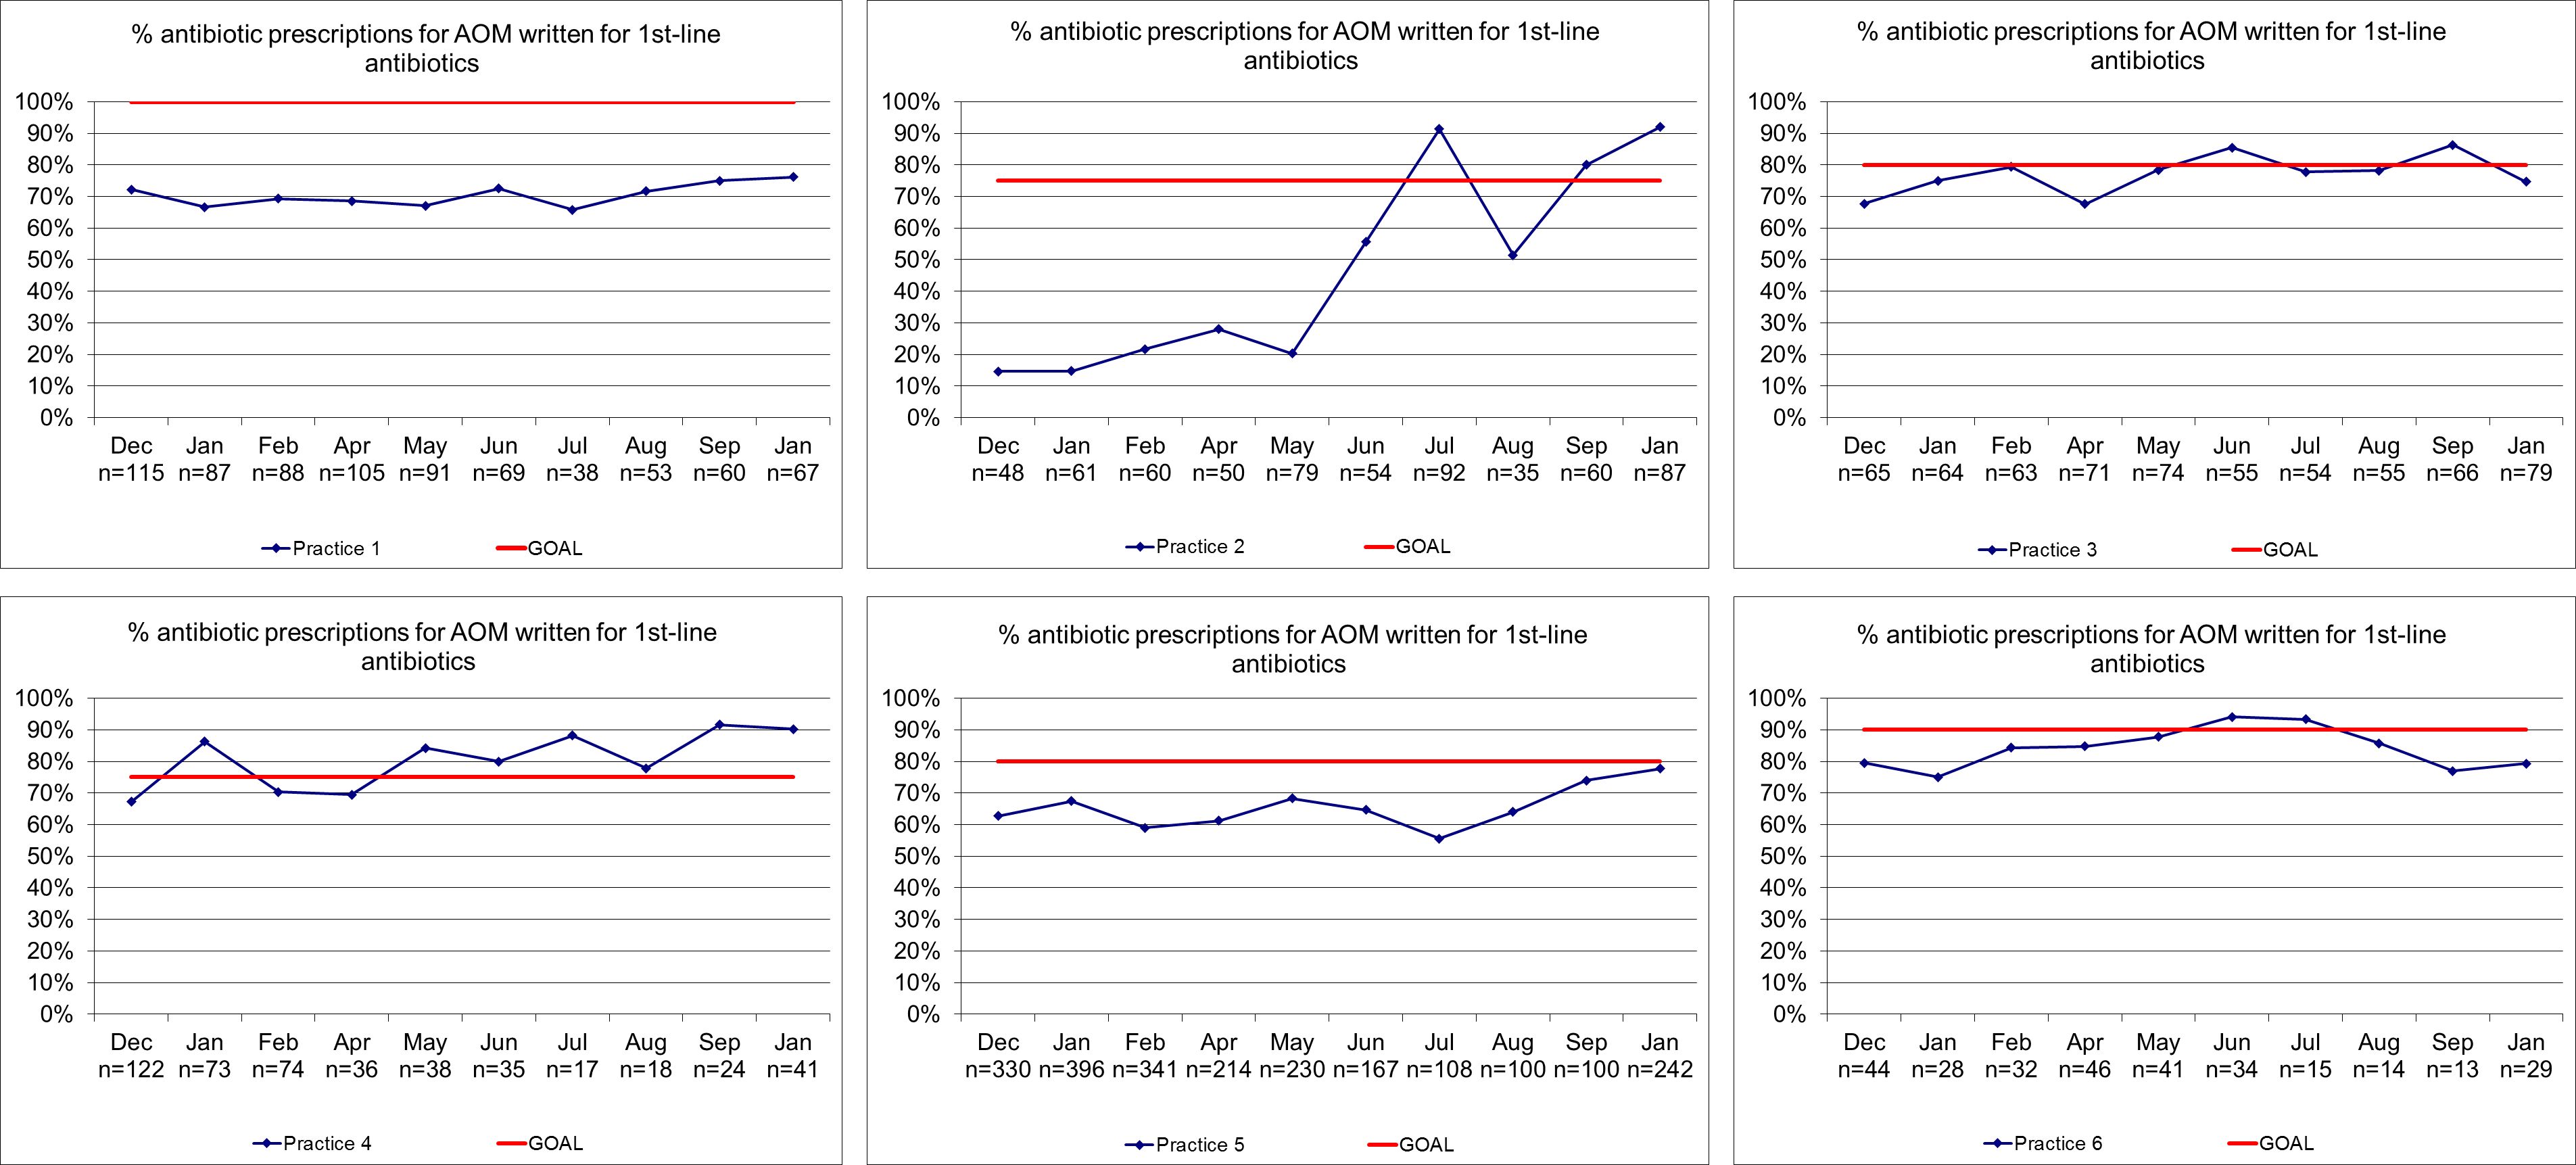 % antibiotic prescriptions for AOM written for 1st-line
antibiotics
100%
90%
80%
70%
60%
50%
40%
30%
20%
10%
0%
Dec Jan Feb Apr May Jun Jul Aug Sep Jan
n=115 n=87 n=88 n=105 n=91 n=69 n=38 n=53 n=60 n=67
Practice 1 GOAL
% antibiotic prescriptions for AOM written for 1st-line
antibiotics
100%
90%
80%
70%
60%
50%
40%
30%
20%
10%
0%
Dec Jan Feb Apr May Jun Jul Aug Sep Jan
n=48 n=61 n=60 n=50 n=79 n=54 n=92 n=35 n=60 n=87
Practice 2 GOAL
% antibiotic prescriptions for AOM written for 1st-line
antibiotics
100%
90%
80%
70%
60%
50%
40%
30%
20%
10%
0%
Dec Jan Feb Apr May Jun Jul Aug Sep Jan
n=65 n=64 n=63 n=71 n=74 n=55 n=54 n=55 n=66 n=79
Practice 3 GOAL
% antibiotic prescriptions for AOM written for 1st-line
antibiotics
100%
90%
80%
70%
60%
50%
40%
30%
20%
10%
0%
Dec Jan Feb Apr May Jun Jul Aug Sep Jan
n=122 n=73 n=74 n=36 n=38 n=35 n=17 n=18 n=24 n=41
Practice 4 GOAL
% antibiotic prescriptions for AOM written for 1st-line
antibiotics
100%
90%
80%
70%
60%
50%
40%
30%
20%
10%
0%
Dec Jan Feb Apr May Jun Jul Aug Sep Jan
n=330 n=396 n=341 n=214 n=230 n=167 n=108 n=100 n=100 n=242
Practice 5 GOAL
% antibiotic prescriptions for AOM written for 1st-line
antibiotics
100%
90%
80%
70%
60%
50%
40%
30%
20%
10%
0%
Dec Jan Feb Apr May Jun Jul Aug Sep Jan
n=44 n=28 n=32 n=46 n=41 n=34 n=15 n=14 n=13 n=29
Practice 6 GOAL